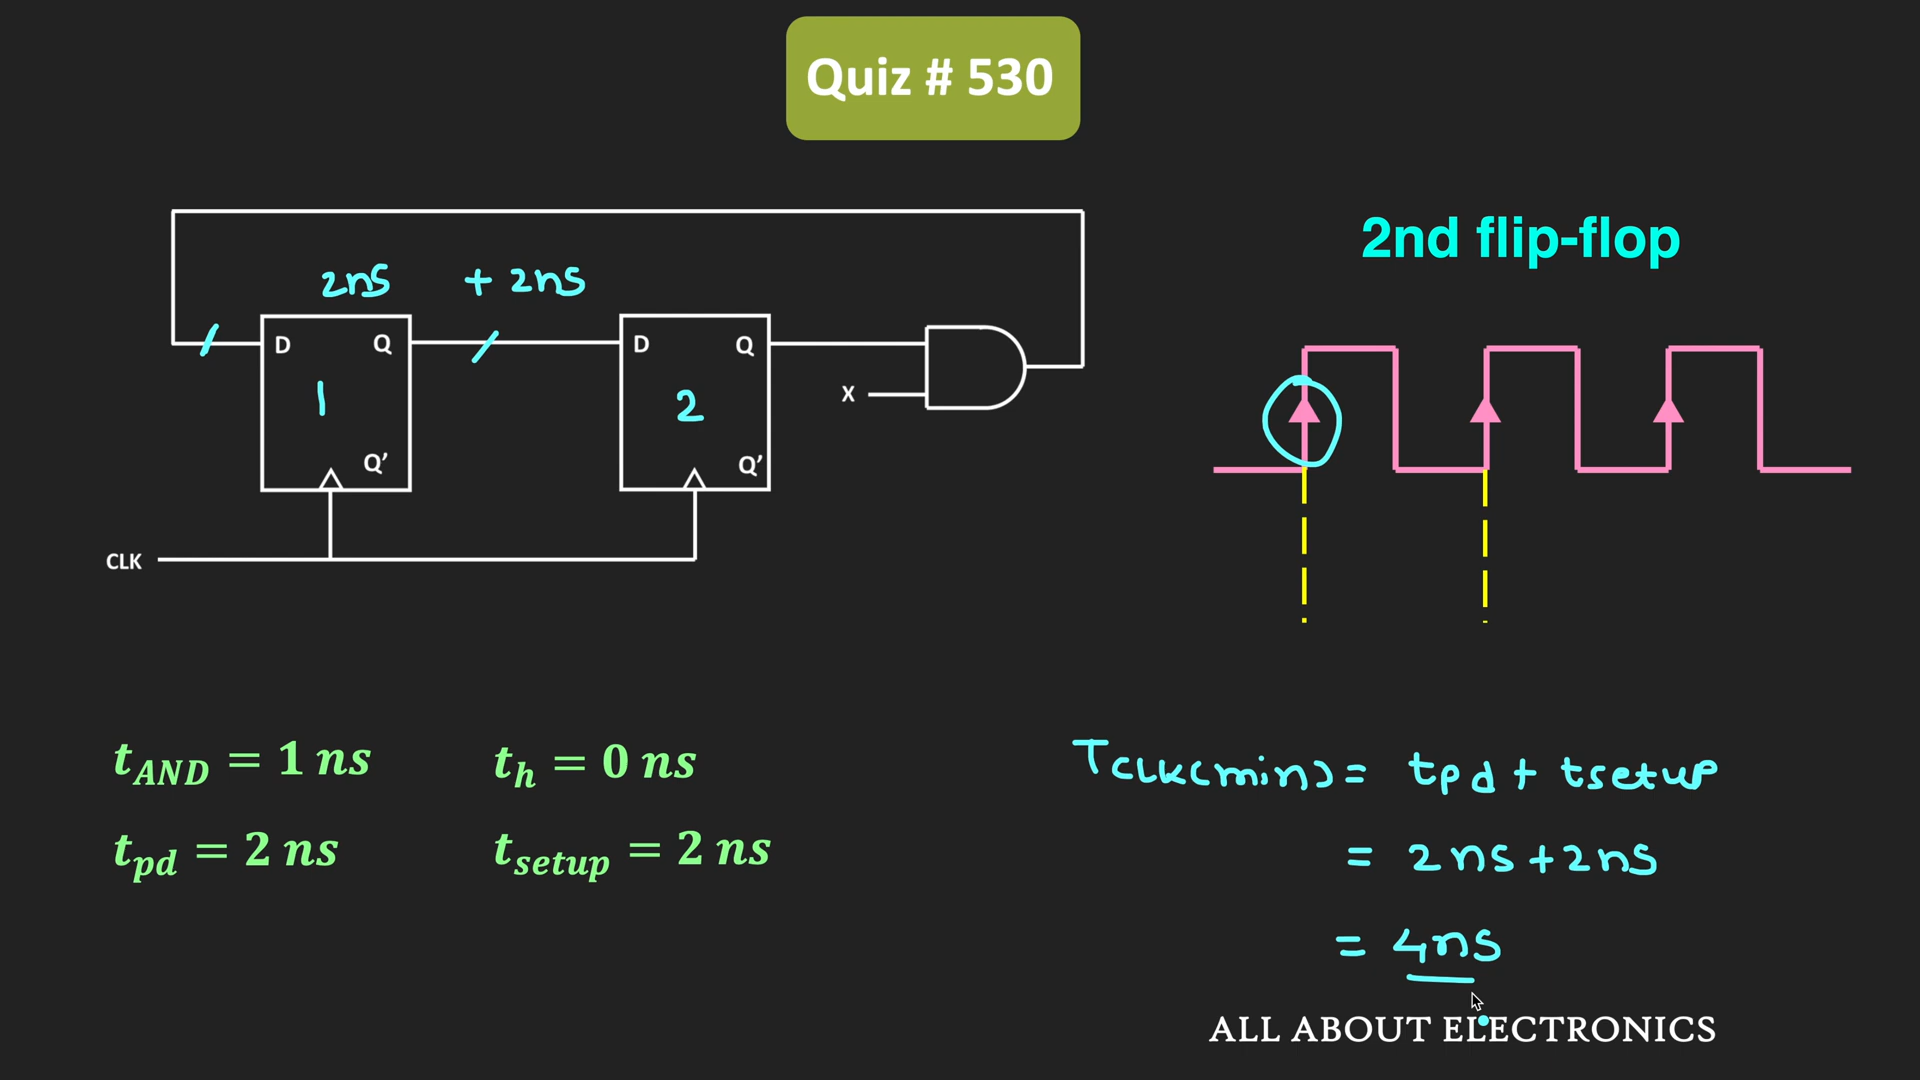 Quiz # 530
2nd flip-flop
2ns + 2ns
D Q D Q
1 2 X
Q’ Q’
CLK
t_AND = 1 ns t_h = 0 ns
t_pd = 2 ns t_setup = 2 ns
TCLK(min) = tpd + tsetup
= 2ns + 2ns
= 4ns
ALL ABOUT ELECTRONICS